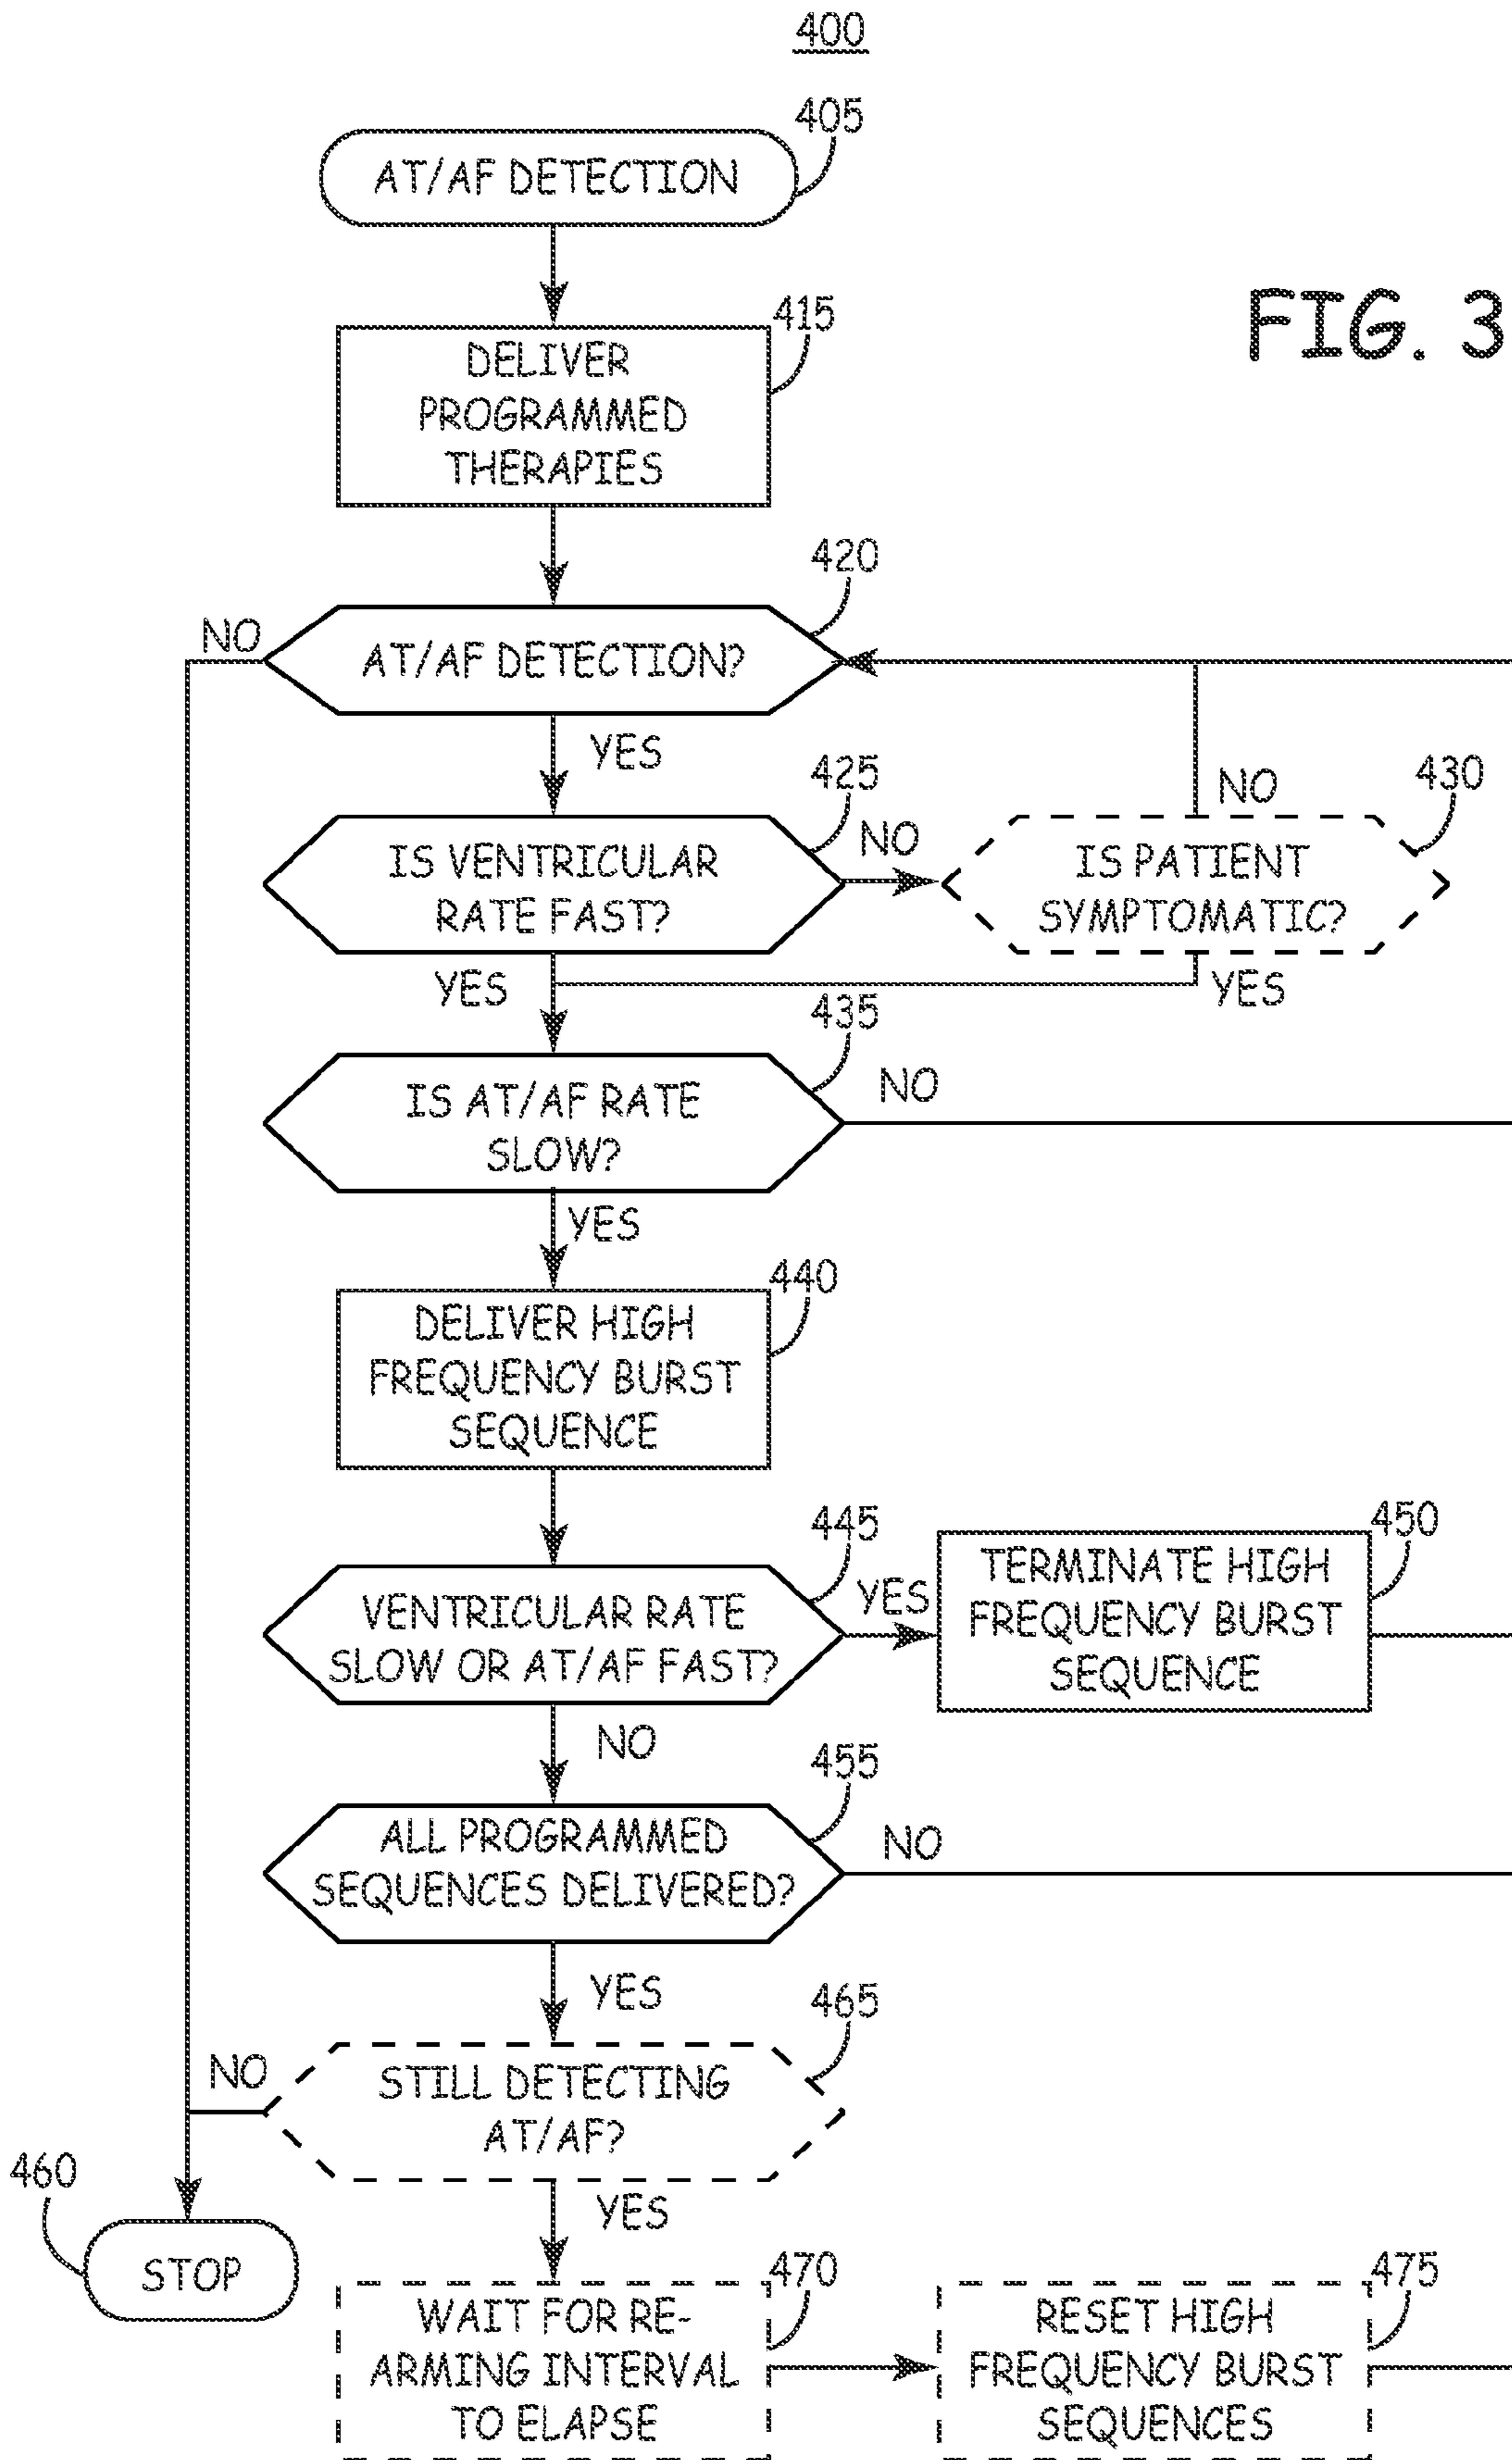 400
405
AT/AF DETECTION
FIG. 3
415
DELIVER
PROGRAMMED
THERAPIES
420
NO
AT/AF DETECTION?
YES
425
NO
430
NO
IS VENTRICULAR
RATE FAST?
IS PATIENT
SYMPTOMATIC?
YES
YES
435
NO
IS AT/AF RATE
SLOW?
YES
440
DELIVER HIGH
FREQUENCY BURST
SEQUENCE
445
450
VENTRICULAR RATE
SLOW OR AT/AF FAST?
YES
TERMINATE HIGH
FREQUENCY BURST
SEQUENCE
NO
455
ALL PROGRAMMED
SEQUENCES DELIVERED?
NO
YES
465
NO
STILL DETECTING
AT/AF?
460
YES
STOP
470
475
WAIT FOR RE-
ARMING INTERVAL
TO ELAPSE
RESET HIGH
FREQUENCY BURST
SEQUENCES